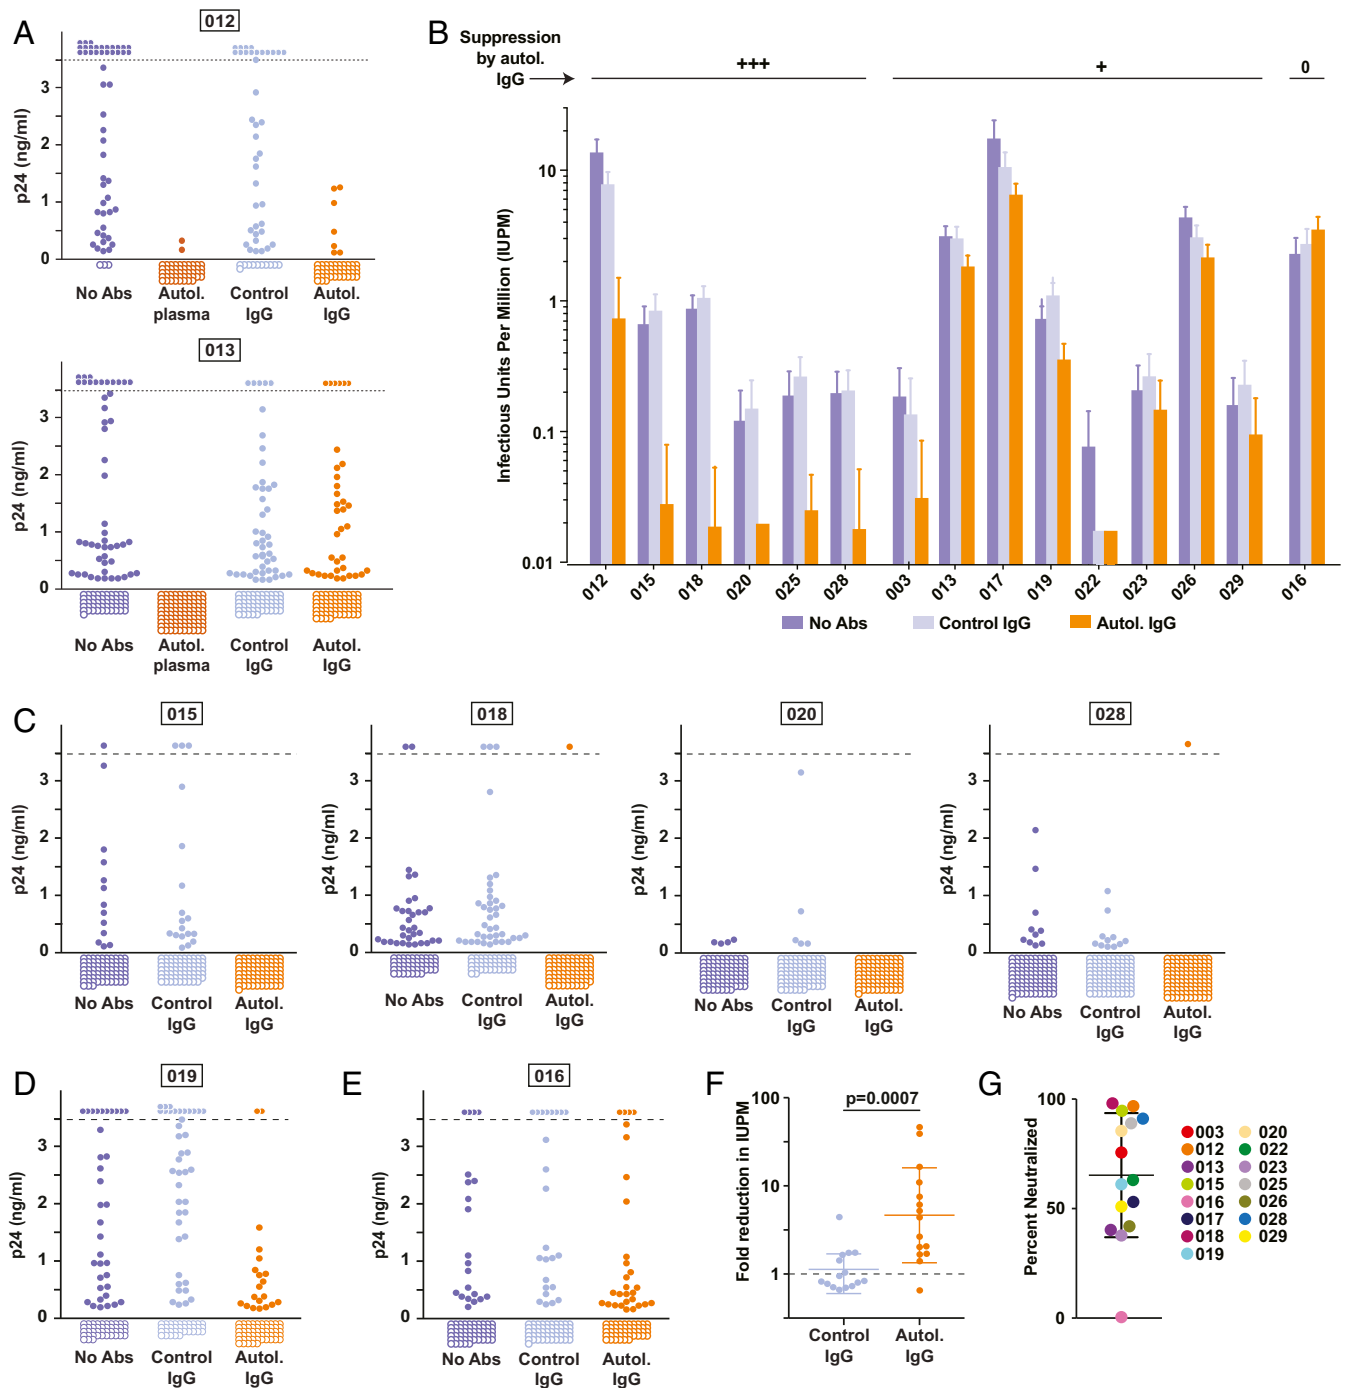 A
012
p24 (ng/ml)
3
2
1
0
No Abs
Autol.
plasma
Control
IgG
Autol.
IgG
013
p24 (ng/ml)
3
2
1
0
No Abs
Autol.
plasma
Control
IgG
Autol.
IgG
B
Suppression
by autol.
IgG
+++
+
0
Infectious Units Per Million (IUPM)
10
1
0.1
0.01
012
015
018
020
025
028
003
013
017
019
022
023
026
029
016
No Abs
Control IgG
Autol. IgG
C
015
p24 (ng/ml)
3
2
1
0
No Abs
Control
IgG
Autol.
IgG
018
p24 (ng/ml)
3
2
1
0
No Abs
Control
IgG
Autol.
IgG
020
p24 (ng/ml)
3
2
1
0
No Abs
Control
IgG
Autol.
IgG
028
p24 (ng/ml)
3
2
1
0
No Abs
Control
IgG
Autol.
IgG
D
019
p24 (ng/ml)
3
2
1
0
No Abs
Control
IgG
Autol.
IgG
E
016
p24 (ng/ml)
3
2
1
0
No Abs
Control
IgG
Autol.
IgG
F
Fold reduction in IUPM
100
10
1
p=0.0007
Control
IgG
Autol.
IgG
G
Percent Neutralized
100
50
0
003
012
013
015
016
017
018
019
020
022
023
025
026
028
029